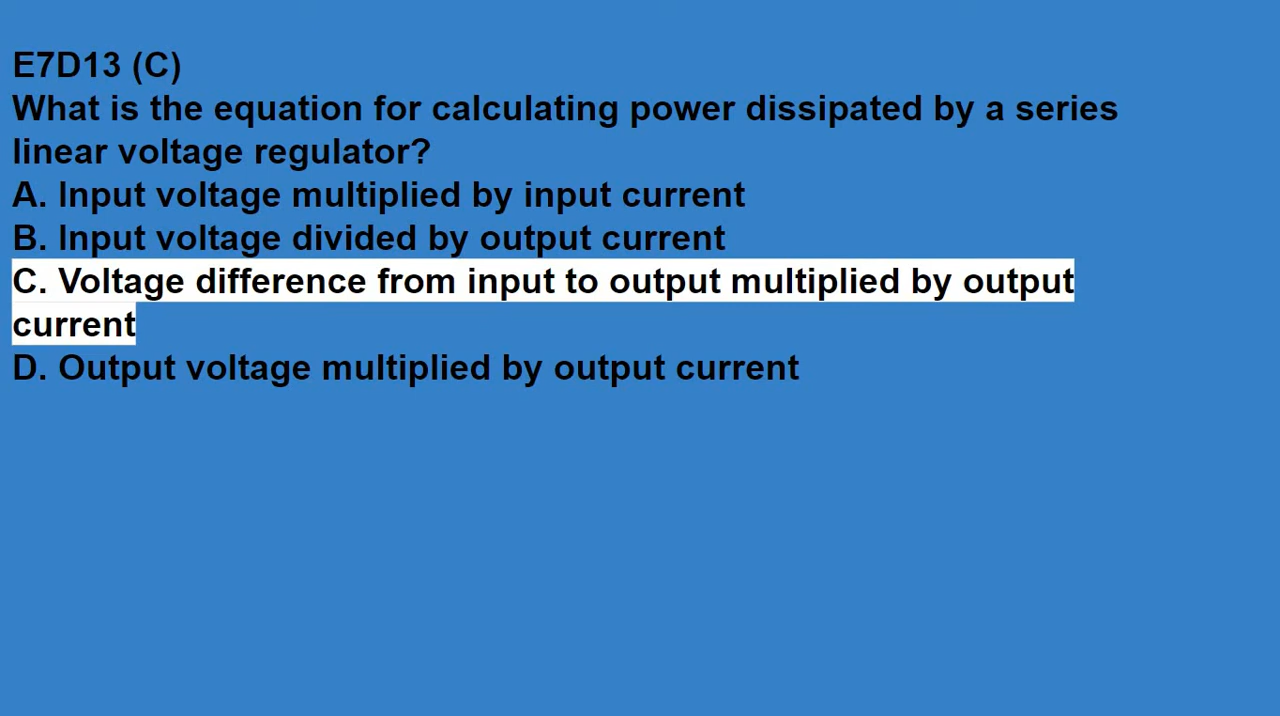 E7D13 (C)
What is the equation for calculating power dissipated by a series
linear voltage regulator?
A. Input voltage multiplied by input current
B. Input voltage divided by output current
C. Voltage difference from input to output multiplied by output
current
D. Output voltage multiplied by output current